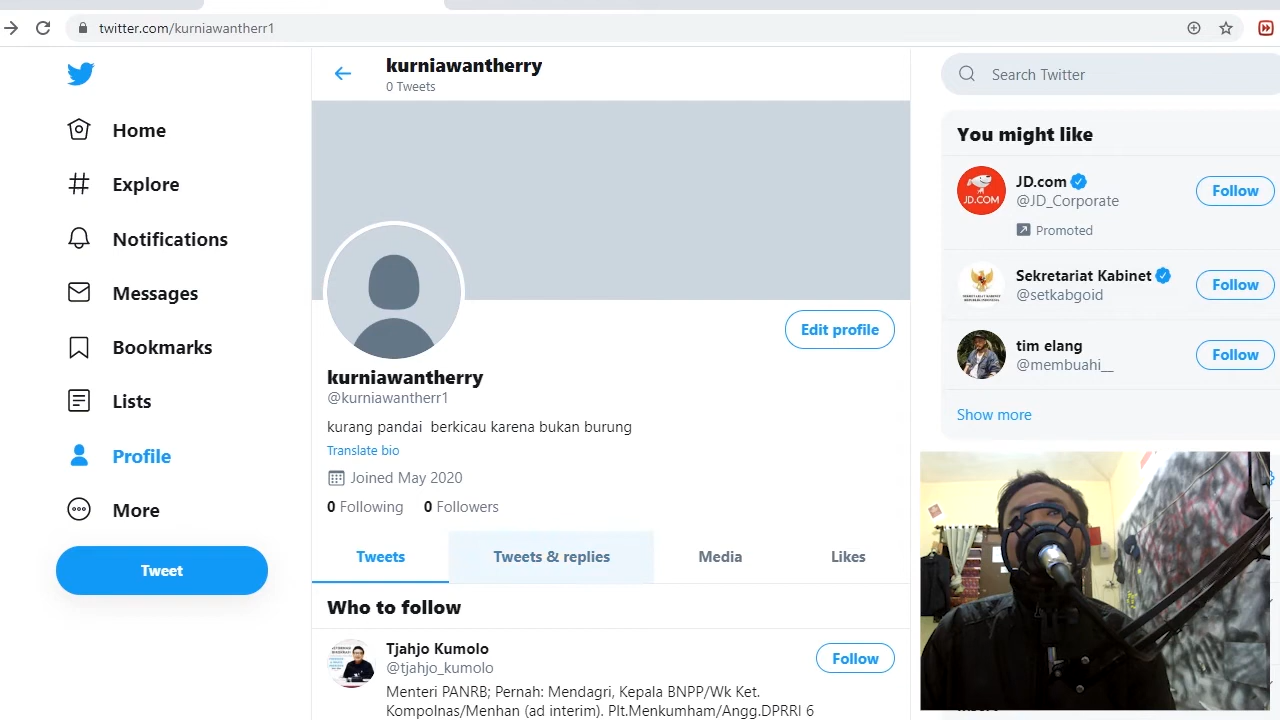 twitter.com/kurniawantherr1
Home
Explore
Notifications
Messages
Bookmarks
Lists
Profile
More
Tweet
kurniawantherry
0 Tweets
Edit profile
kurniawantherry
@kurniawantherr1
kurang pandai berkicau karena bukan burung
Translate bio
Joined May 2020
0 Following 0 Followers
Tweets Tweets & replies Media Likes
Who to follow
Tjahjo Kumolo
@tjahjo_kumolo
Follow
Menteri PANRB; Pernah: Mendagri, Kepala BNPP/Wk Ket.
Kompolnas/Menhan (ad interim). Plt.Menkumham/Angg.DPRRI 6
Search Twitter
You might like
JD.COM
JD.com
@JD_Corporate
Promoted
Follow
Sekretariat Kabinet
@setkabgoid
Follow
tim elang
@membuahi__
Follow
Show more